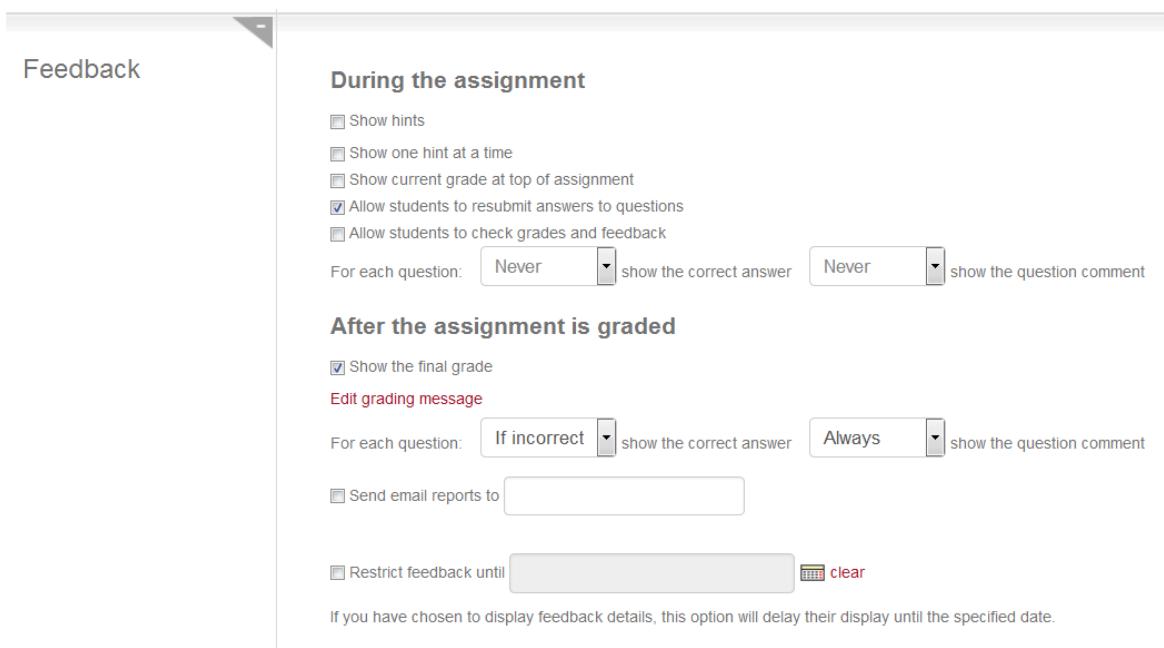 Feedback
During the assignment
Show hints
Show one hint at a time
Show current grade at top of assignment
Allow students to resubmit answers to questions
Allow students to check grades and feedback
For each question: Never show the correct answer Never show the question comment
After the assignment is graded
Show the final grade
Edit grading message
For each question: If incorrect show the correct answer Always show the question comment
Send email reports to
Restrict feedback until clear
If you have chosen to display feedback details, this option will delay their display until the specified date.